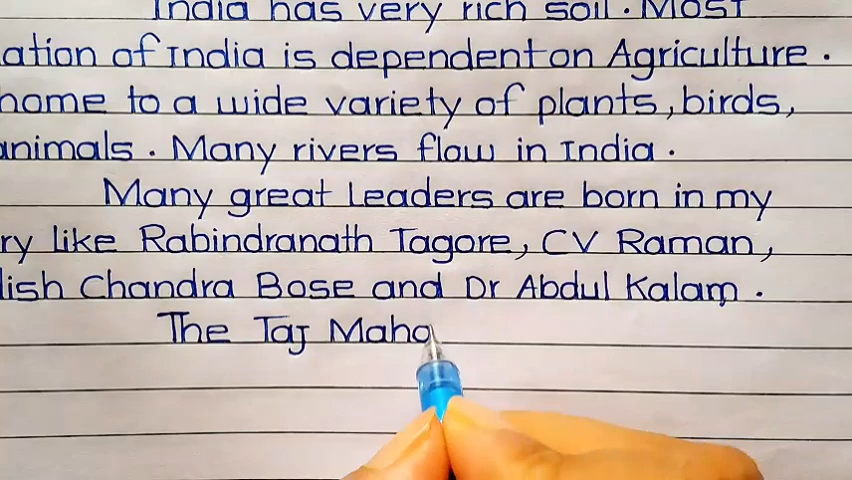 India has very rich soil. Most
ation of India is dependent on Agriculture.
home to a wide variety of plants, birds,
animals. Many rivers flow in India.
Many great Leaders are born in my
ry like Rabindranath Tagore, CV Raman,
lish Chandra Bose and Dr Abdul Kalam.
The Taj Maha